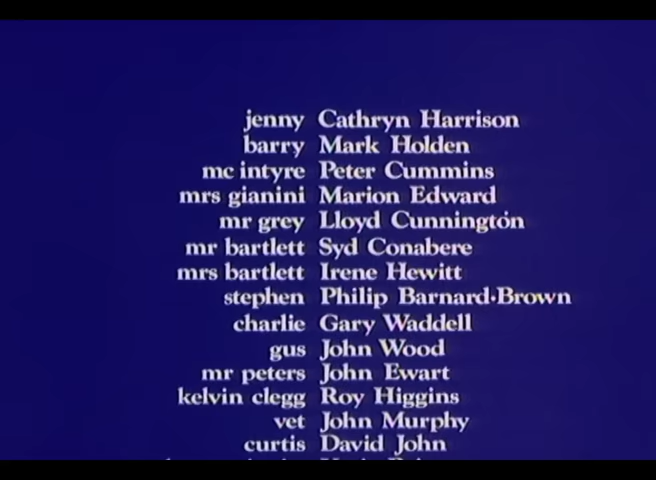 jenny Cathryn Harrison
barry Mark Holden
mc intyre Peter Cummins
mrs gianini Marion Edward
mr grey Lloyd Cunnington
mr bartlett Syd Conabere
mrs bartlett Irene Hewitt
stephen Philip Barnard-Brown
charlie Gary Waddell
gus John Wood
mr peters John Ewart
kelvin clegg Roy Higgins
vet John Murphy
curtis David John